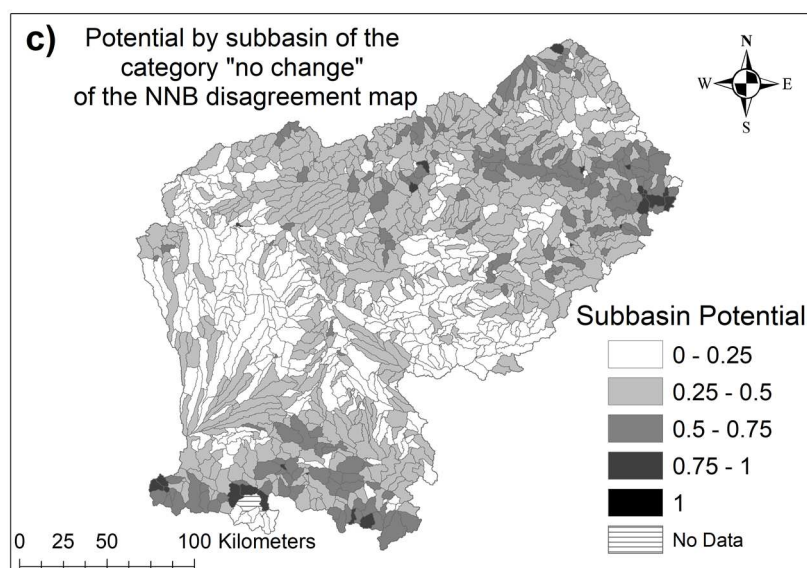 c) Potential by subbasin of the
category "no change"
of the NNB disagreement map
N
W E
S
Subbasin Potential
0 - 0.25
0.25 - 0.5
0.5 - 0.75
0.75 - 1
1
No Data
0 25 50 100 Kilometers